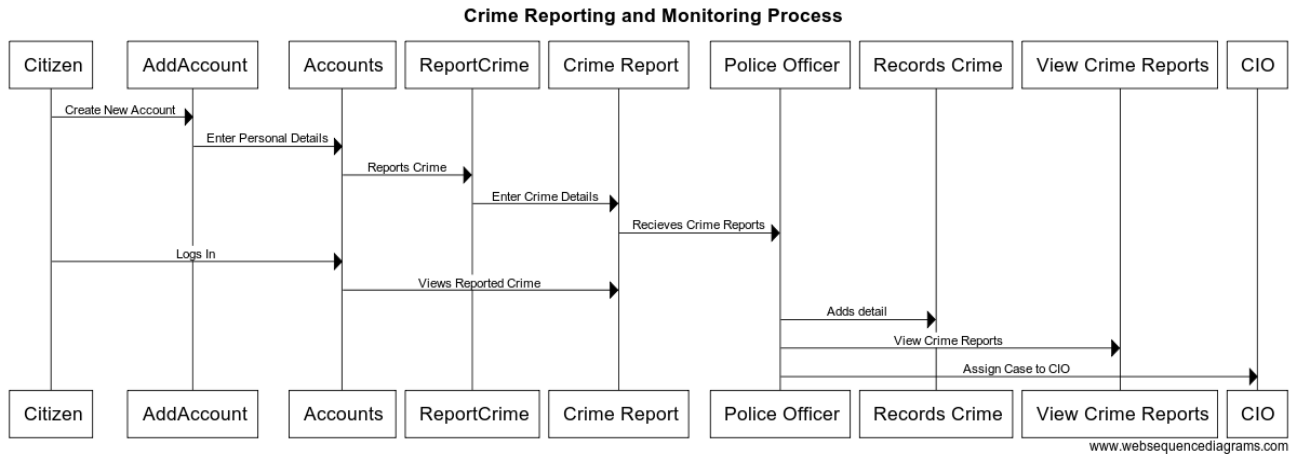 Crime Reporting and Monitoring Process
Citizen AddAccount Accounts ReportCrime Crime Report Police Officer Records Crime View Crime Reports CIO
Create New Account
Enter Personal Details
Reports Crime
Enter Crime Details
Recieves Crime Reports
Logs In
Views Reported Crime
Adds detail
View Crime Reports
Assign Case to CIO
Citizen AddAccount Accounts ReportCrime Crime Report Police Officer Records Crime View Crime Reports CIO
www.websequencediagrams.com